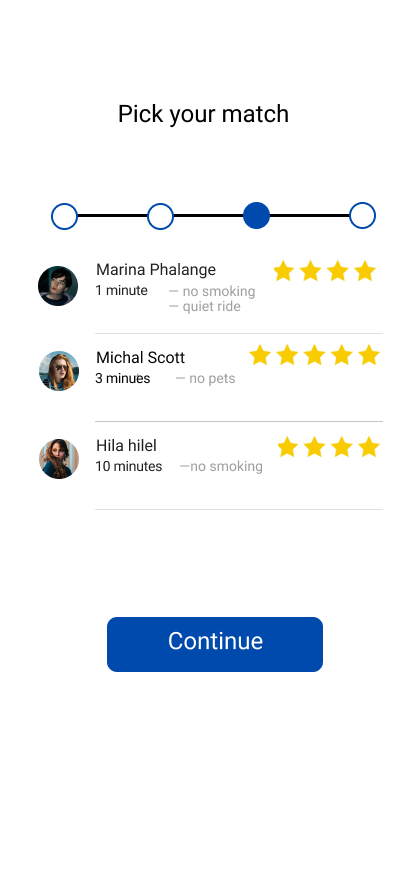 Pick your match
Marina Phalange
1 minute — no smoking
— quiet ride
Michal Scott
3 minues — no pets
Hila hilel
10 minutes —no smoking
Continue